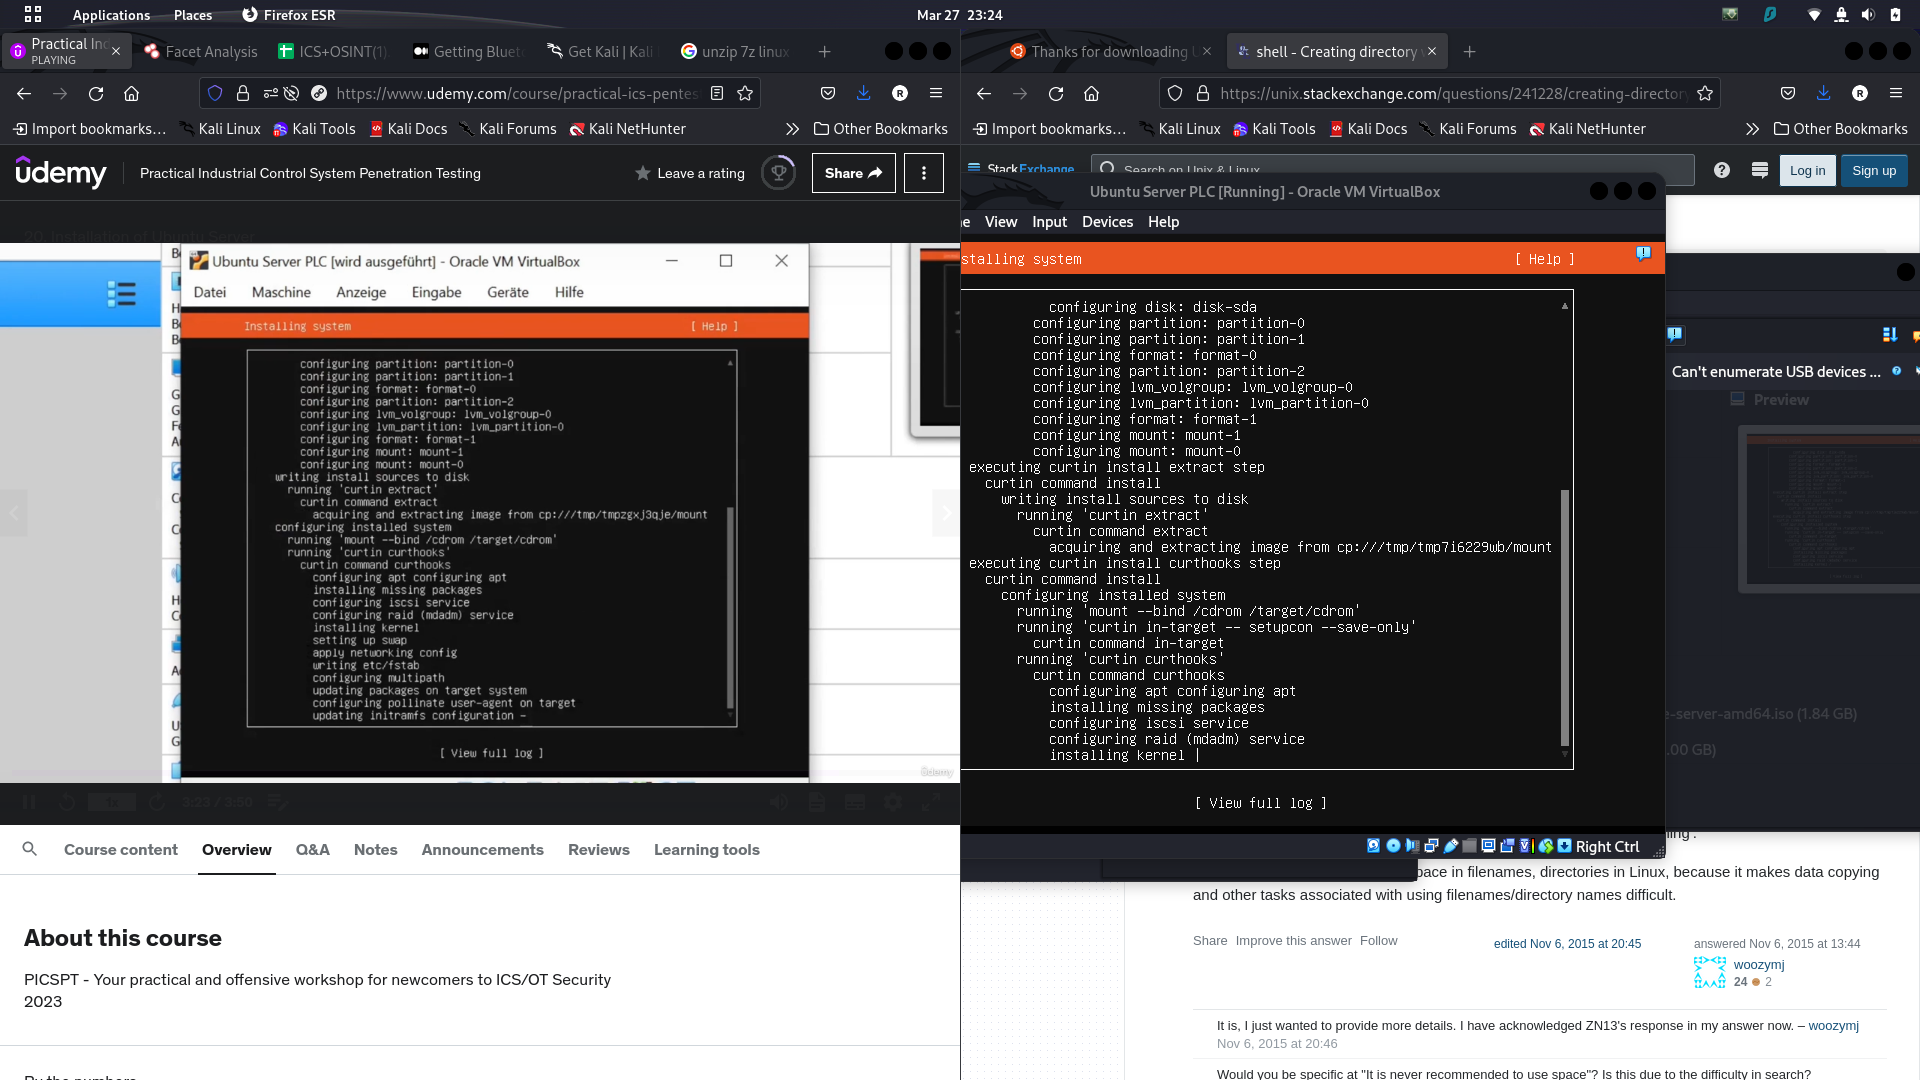 Applications Places Firefox ESR
Mar 27 23:24
Practical Ind
PLAYING
Facet Analysis
ICS+OSINT(1)
Getting Bluet
Get Kali | Kali
unzip 7z linux
https://www.udemy.com/course/practical-ics-pentes
Import bookmarks…
Kali Linux
Kali Tools
Kali Docs
Kali Forums
Kali NetHunter
Other Bookmarks
ûdemy
Practical Industrial Control System Penetration Testing
Leave a rating
Share
20. Installation of Ubuntu Server
Ubuntu Server PLC [wird ausgeführt] - Oracle VM VirtualBox
Datei Maschine Anzeige Eingabe Geräte Hilfe
Installing system
[ Help ]
configuring partition: partition-0
configuring partition: partition-1
configuring format: format-0
configuring partition: partition-2
configuring lvm_volgroup: lvm_volgroup-0
configuring lvm_partition: lvm_partition-0
configuring format: format-1
configuring mount: mount-1
configuring mount: mount-0
writing install sources to disk
running 'curtin extract'
curtin command extract
acquiring and extracting image from cp:///tmp/tmpzgxj3qje/mount
configuring installed system
running 'mount --bind /cdrom /target/cdrom'
running 'curtin curthooks'
curtin command curthooks
configuring apt configuring apt
installing missing packages
configuring iscsi service
configuring raid (mdadm) service
installing kernel
setting up swap
apply networking config
writing etc/fstab
configuring multipath
updating packages on target system
configuring pollinate user-agent on target
updating initramfs configuration -
[ View full log ]
Udemy
1x
3:23 / 3:50
Course content
Overview
Q&A
Notes
Announcements
Reviews
Learning tools
About this course
PICSPT - Your practical and offensive workshop for newcomers to ICS/OT Security
2023
By the numbers
Thanks for downloading U
shell - Creating directory w
https://unix.stackexchange.com/questions/241228/creating-directory
Import bookmarks…
Kali Linux
Kali Tools
Kali Docs
Kali Forums
Kali NetHunter
Other Bookmarks
StackExchange
Search on Unix & Linux
Log in
Sign up
Ubuntu Server PLC [Running] - Oracle VM VirtualBox
ne View Input Devices Help
stalling system
[ Help ]
configuring disk: disk-sda
configuring partition: partition-0
configuring partition: partition-1
configuring format: format-0
configuring partition: partition-2
configuring lvm_volgroup: lvm_volgroup-0
configuring lvm_partition: lvm_partition-0
configuring format: format-1
configuring mount: mount-1
configuring mount: mount-0
executing curtin install extract step
curtin command install
writing install sources to disk
running 'curtin extract'
curtin command extract
acquiring and extracting image from cp:///tmp/tmp7i6229wb/mount
executing curtin install curthooks step
curtin command install
configuring installed system
running 'mount --bind /cdrom /target/cdrom'
running 'curtin in-target -- setupcon --save-only'
curtin command in-target
running 'curtin curthooks'
curtin command curthooks
configuring apt configuring apt
installing missing packages
configuring iscsi service
configuring raid (mdadm) service
installing kernel |
[ View full log ]
Right Ctrl
Can't enumerate USB devices ...
Preview
e-server-amd64.iso (1.84 GB)
.00 GB)
pace in filenames, directories in Linux, because it makes data copying
and other tasks associated with using filenames/directory names difficult.
Share Improve this answer Follow
edited Nov 6, 2015 at 20:45
answered Nov 6, 2015 at 13:44
woozymj
24 2
It is, I just wanted to provide more details. I have acknowledged ZN13's response in my answer now. – woozymj
Nov 6, 2015 at 20:46
Would you be specific at "It is never recommended to use space"? Is this due to the difficulty in search?